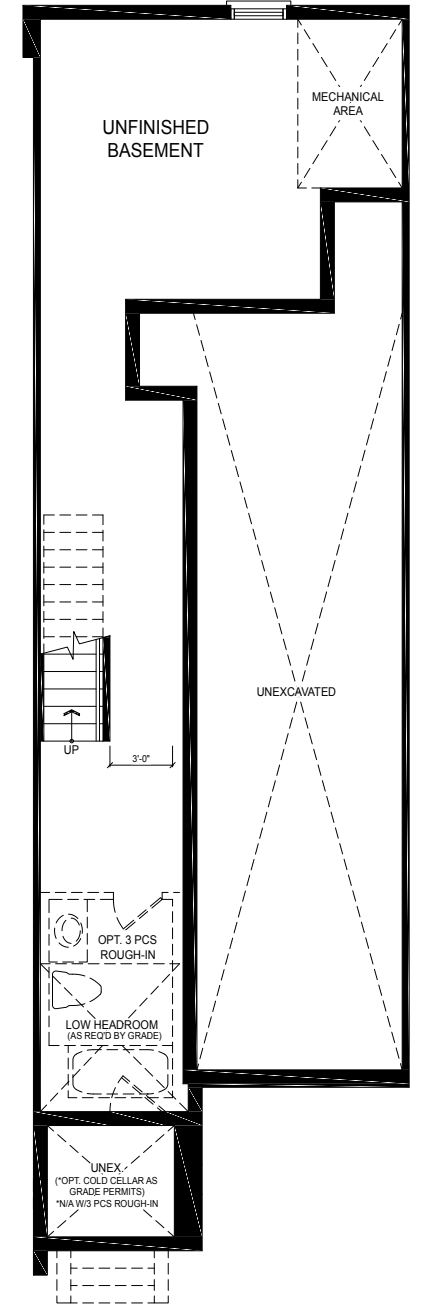 MECHANICAL
AREA
UNFINISHED
BASEMENT
UNEXCAVATED
UP
3'-0"
OPT. 3 PCS
ROUGH-IN
LOW HEADROOM
(AS REQ'D BY GRADE)
UNEX.
(*OPT. COLD CELLAR AS
GRADE PERMITS)
*N/A W/3 PCS ROUGH-IN